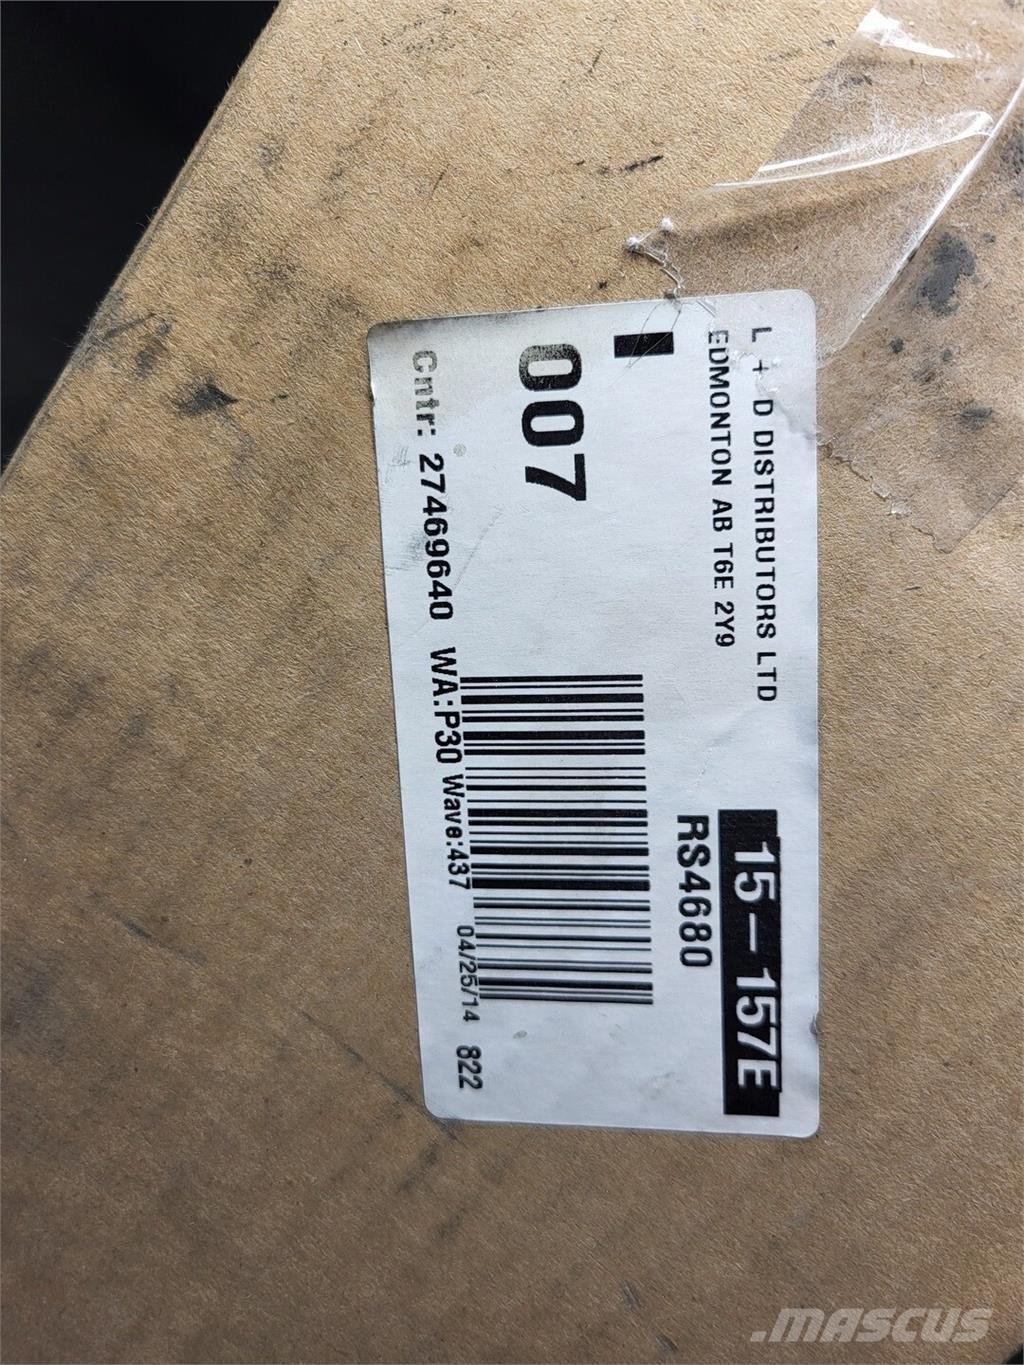 L + D DISTRIBUTORS LTD
EDMONTON AB T6E 2Y9
15-157E
RS4680
007
Cntr: 27469640 WA:P30 Wave:437 04/25/14 822
.MASCUS